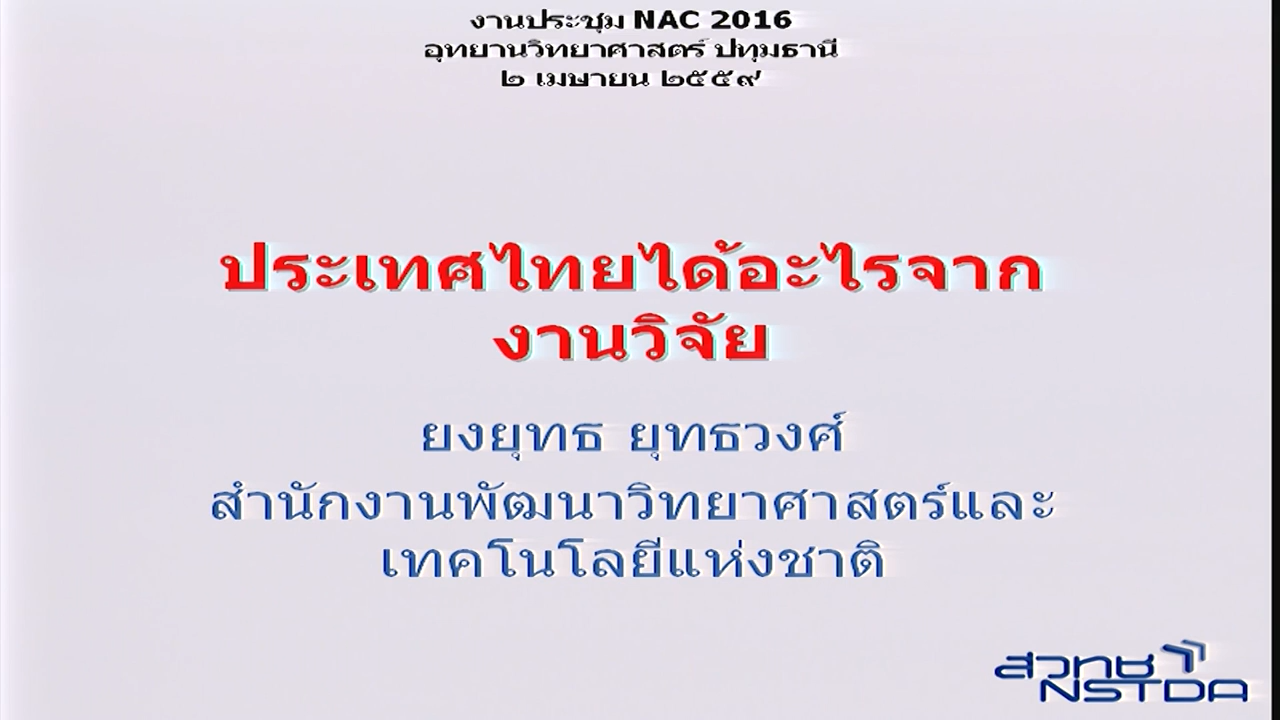 งานประชุม NAC 2016
อุทยานวิทยาศาสตร์ ปทุมธานี
๒ เมษายน ๒๕๕๙
ประเทศไทยได้อะไรจาก
งานวิจัย
ยงยุทธ ยุทธวงศ์
สำนักงานพัฒนาวิทยาศาสตร์และ
เทคโนโลยีแห่งชาติ
สวทช
NSTDA